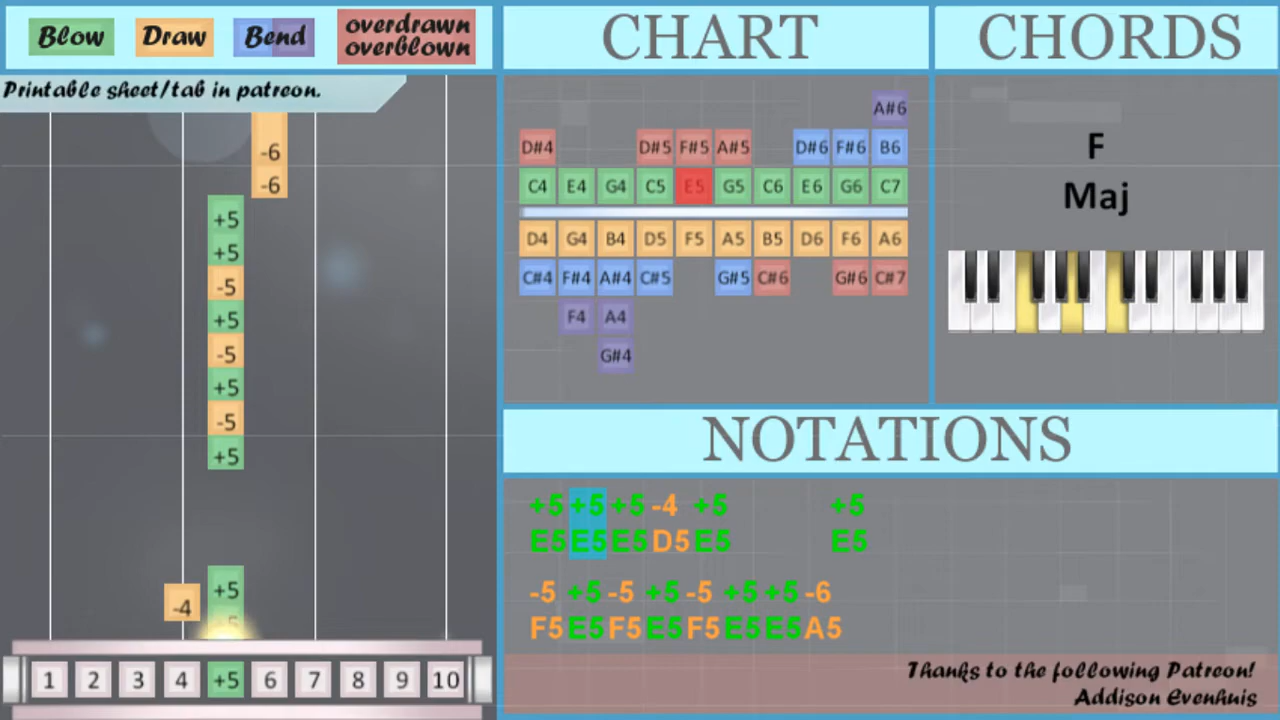 Blow Draw Bend overdrawn
overblown
Printable sheet/tab in patreon.
-6
-6
+5
+5
-5
+5
-5
+5
-5
+5
+5
-4
1 2 3 4 +5 6 7 8 9 10
CHART
A#6
D#4 D#5 F#5 A#5 D#6 F#6 B6
C4 E4 G4 C5 E5 G5 C6 E6 G6 C7
D4 G4 B4 D5 F5 A5 B5 D6 F6 A6
C#4 F#4 A#4 C#5 G#5 C#6 G#6 C#7
F4 A4
G#4
CHORDS
F
Maj
NOTATIONS
+5 +5 +5 -4 +5 +5
E5 E5 E5 D5 E5 E5
-5 +5 -5 +5 -5 +5 +5 -6
F5 E5 F5 E5 F5 E5 E5 A5
Thanks to the following Patreon!
Addison Evenhuis